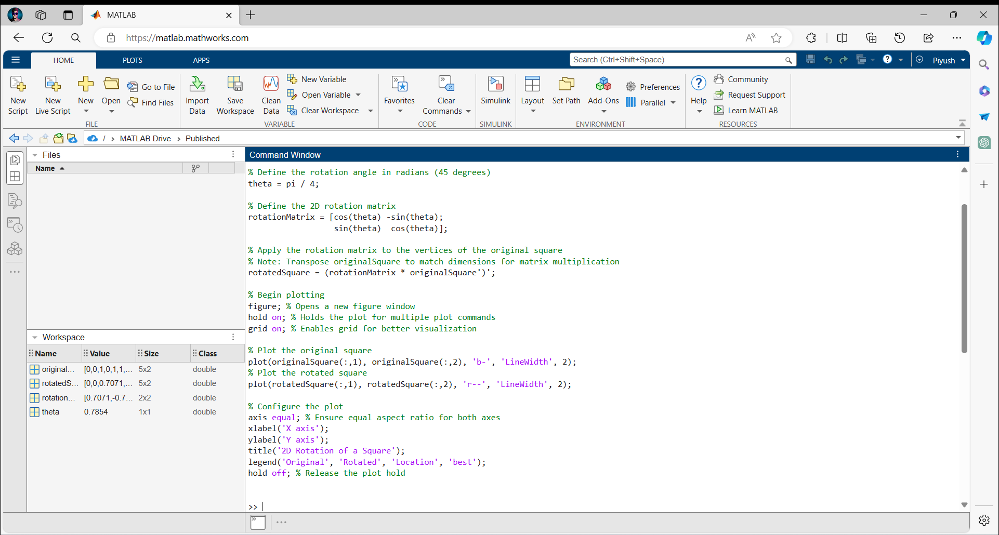 MATLAB
https://matlab.mathworks.com
HOME PLOTS APPS
Search (Ctrl+Shift+Space)
Piyush
New Script
New Live Script
New
Open
Go to File
Find Files
FILE
Import Data
Save Workspace
Clean Data
New Variable
Open Variable
Clear Workspace
VARIABLE
Favorites
Clear Commands
CODE
Simulink
SIMULINK
Layout
Set Path
Add-Ons
Preferences
Parallel
ENVIRONMENT
Help
Community
Request Support
Learn MATLAB
RESOURCES
/ › MATLAB Drive › Published
Files
Name
Workspace
Name Value Size Class
original... [0,0;1,0;1,1;... 5x2 double
rotatedS... [0,0;0.7071,... 5x2 double
rotation... [0.7071,-0.7... 2x2 double
theta 0.7854 1x1 double
Command Window
% Define the rotation angle in radians (45 degrees)
theta = pi / 4;
% Define the 2D rotation matrix
rotationMatrix = [cos(theta) -sin(theta);
                  sin(theta)  cos(theta)];
% Apply the rotation matrix to the vertices of the original square
% Note: Transpose originalSquare to match dimensions for matrix multiplication
rotatedSquare = (rotationMatrix * originalSquare')';
% Begin plotting
figure; % Opens a new figure window
hold on; % Holds the plot for multiple plot commands
grid on; % Enables grid for better visualization
% Plot the original square
plot(originalSquare(:,1), originalSquare(:,2), 'b-', 'LineWidth', 2);
% Plot the rotated square
plot(rotatedSquare(:,1), rotatedSquare(:,2), 'r--', 'LineWidth', 2);
% Configure the plot
axis equal; % Ensure equal aspect ratio for both axes
xlabel('X axis');
ylabel('Y axis');
title('2D Rotation of a Square');
legend('Original', 'Rotated', 'Location', 'best');
hold off; % Release the plot hold
>>